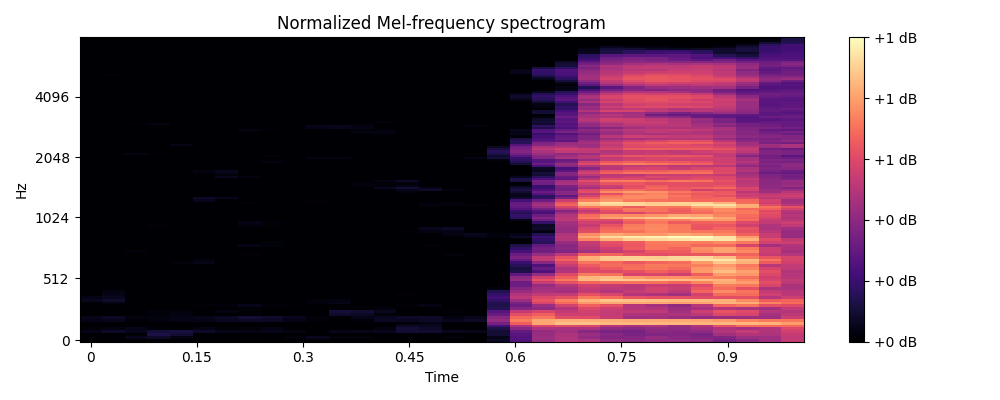 Normalized Mel-frequency spectrogram
Hz
4096
2048
1024
512
0
0
0.15
0.3
0.45
0.6
0.75
0.9
Time
+1 dB
+1 dB
+1 dB
+0 dB
+0 dB
+0 dB